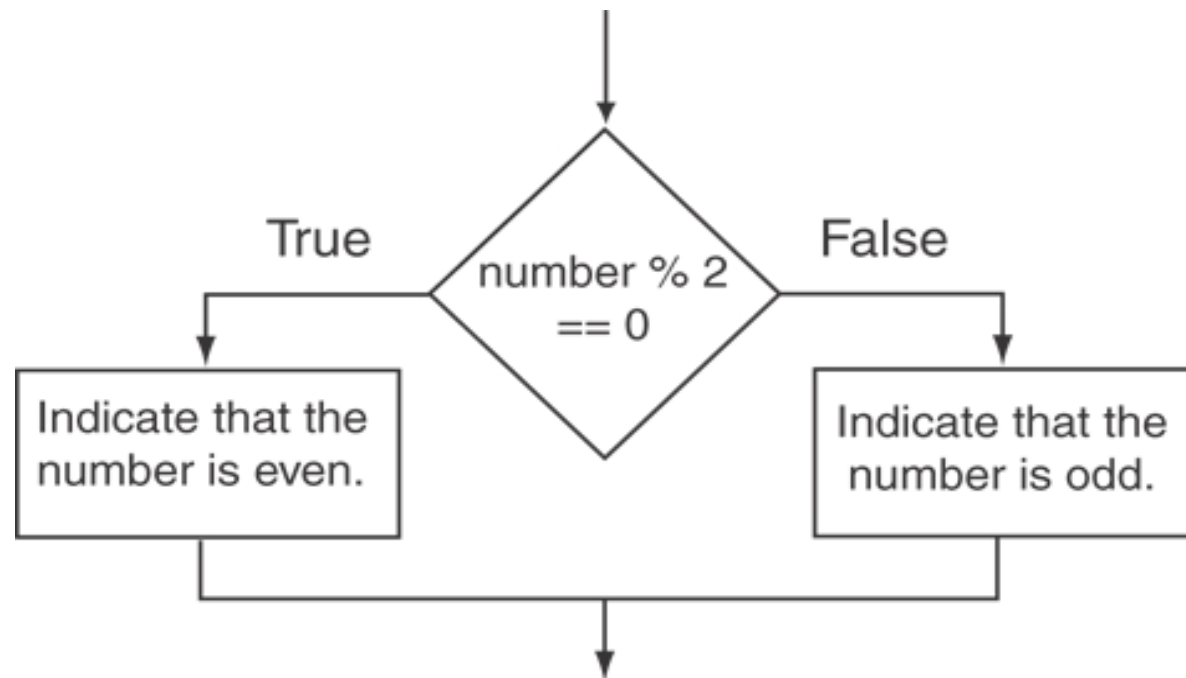 True
False
number % 2
== 0
Indicate that the
number is even.
Indicate that the
number is odd.